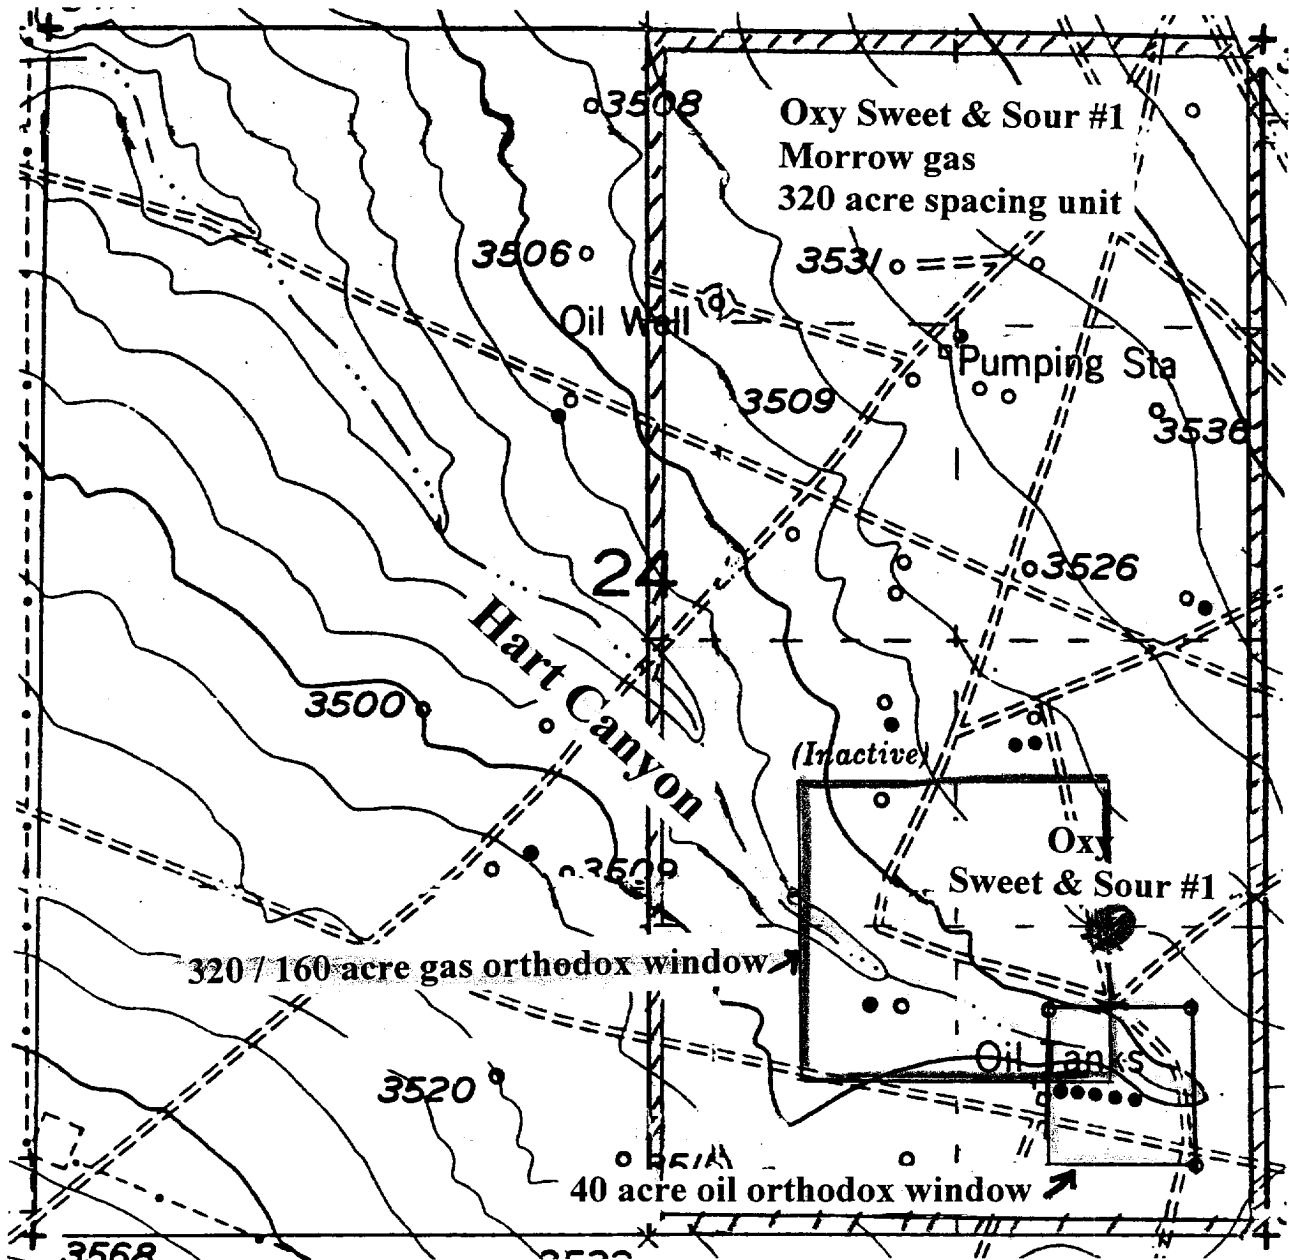 3508
Oxy Sweet & Sour #1
Morrow gas
320 acre spacing unit
3506
3531
Oil Well
Pumping Sta
3509
3536
24
3526
Hart Canyon
3500
(Inactive)
Oxy
Sweet & Sour #1
3509
320 / 160 acre gas orthodox window
Oil Tanks
3520
40 acre oil orthodox window
3568